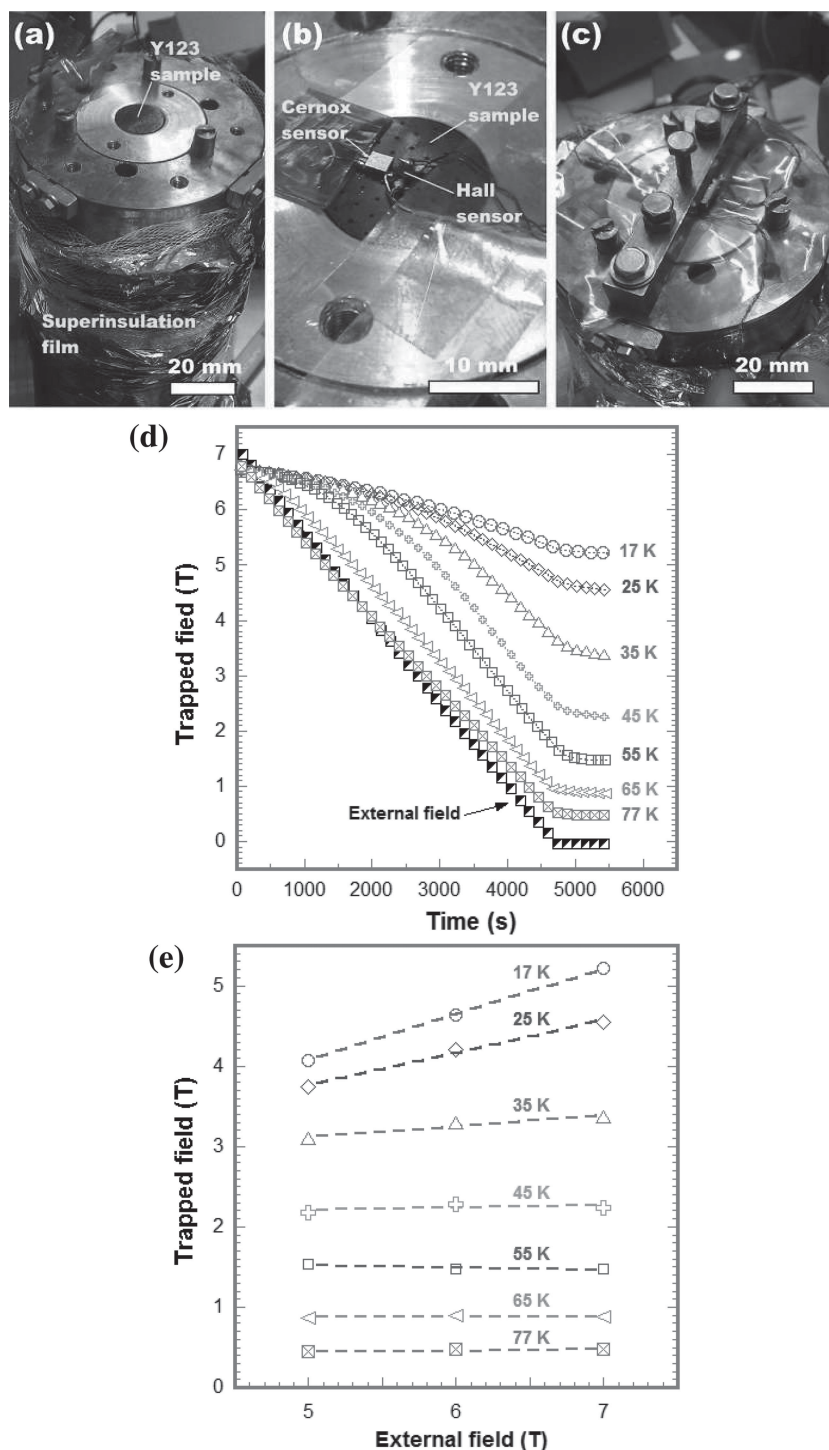 (a)
Y123
sample
Superinsulation
film
20 mm
(b)
Y123
sample
Cernox
sensor
Hall
sensor
10 mm
(c)
20 mm
(d)
Trapped fied (T)
7
6
5
4
3
2
1
0
17 K
25 K
35 K
45 K
55 K
65 K
77 K
External field
0 1000 2000 3000 4000 5000 6000
Time (s)
(e)
Trapped field (T)
5
4
3
2
1
0
17 K
25 K
35 K
45 K
55 K
65 K
77 K
5 6 7
External field (T)